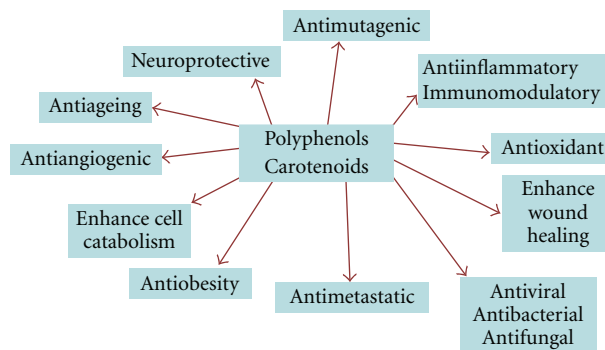 Antimutagenic
Neuroprotective
Antiinflammatory
Immunomodulatory
Antiageing
Polyphenols
Carotenoids
Antioxidant
Antiangiogenic
Enhance
wound
healing
Enhance cell
catabolism
Antiobesity
Antimetastatic
Antiviral
Antibacterial
Antifungal